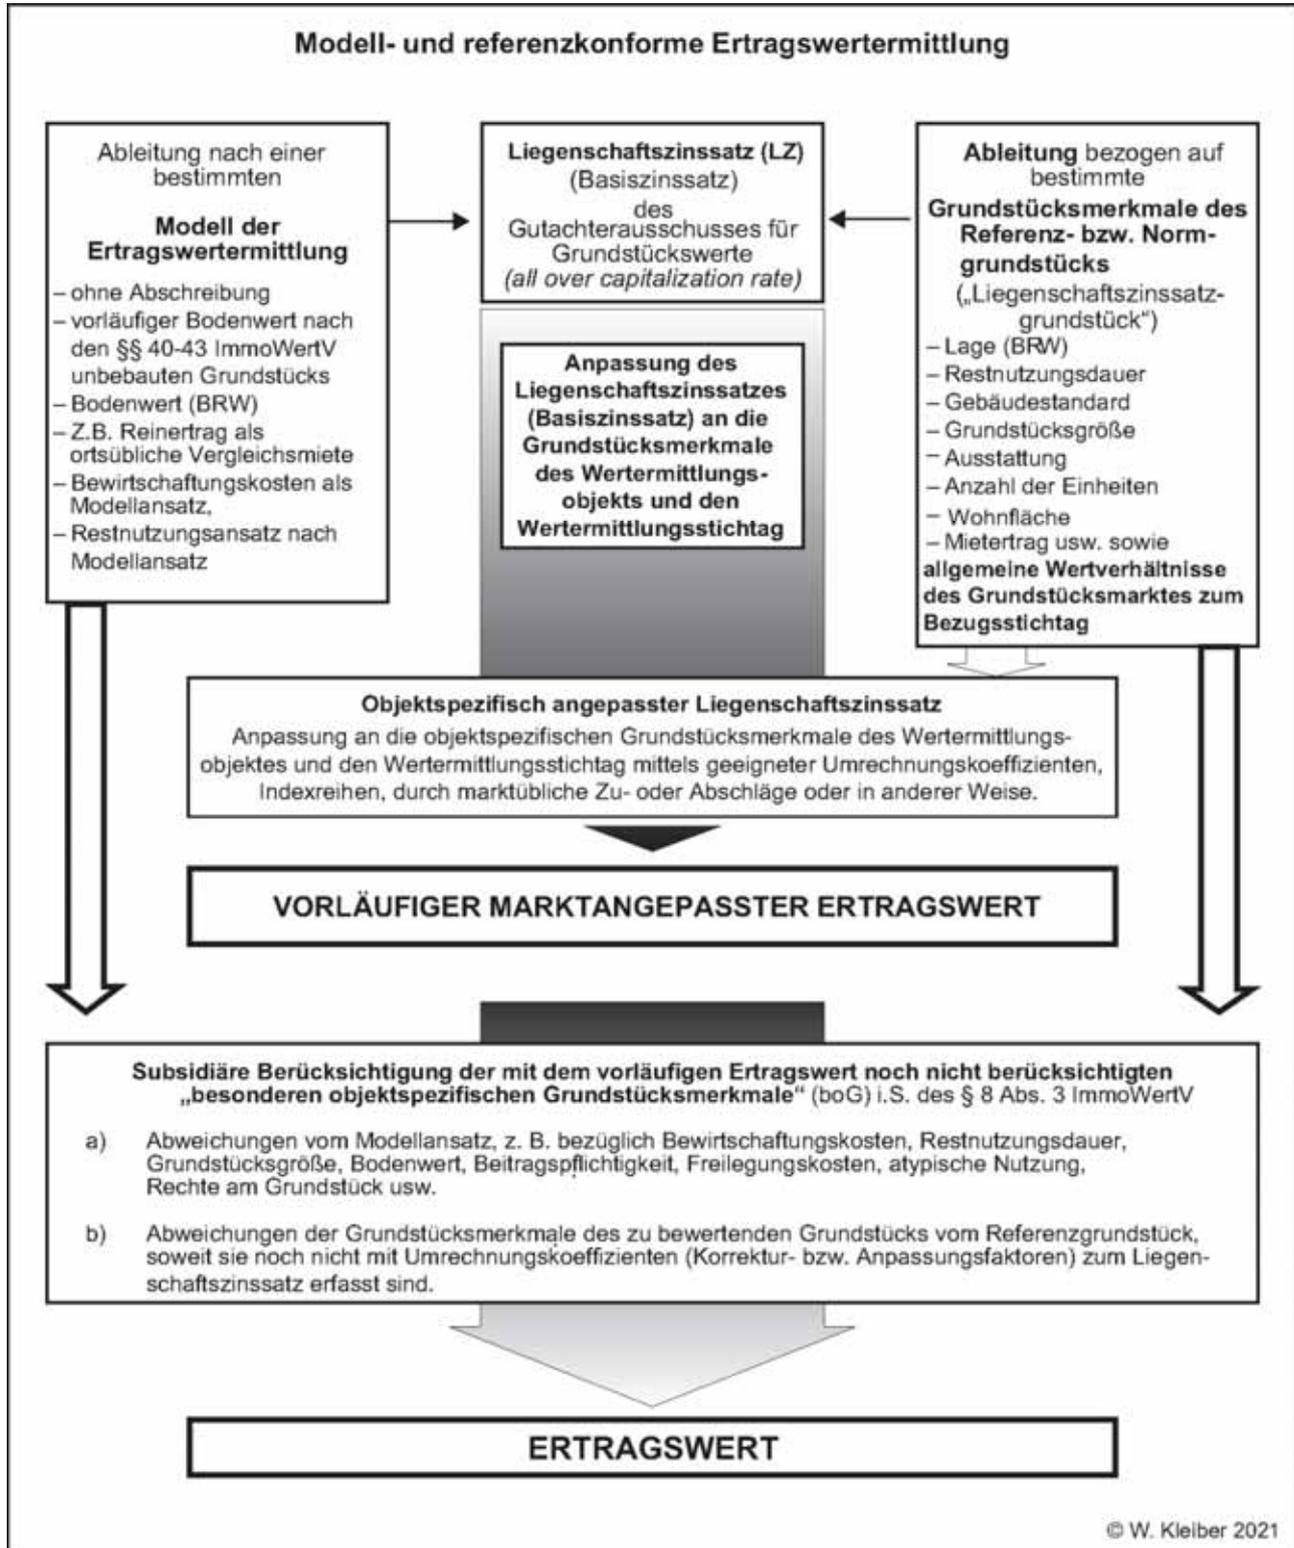 Modell- und referenzkonforme Ertragswertermittlung
Ableitung nach einer
bestimmten
Modell der
Ertragswertermittlung
– ohne Abschreibung
– vorläufiger Bodenwert nach
den §§ 40-43 ImmoWertV
unbebauten Grundstücks
– Bodenwert (BRW)
– Z.B. Reinertrag als
ortsübliche Vergleichsmiete
– Bewirtschaftungskosten als
Modellansatz,
– Restnutzungsansatz nach
Modellansatz
Liegenschaftszinssatz (LZ)
(Basiszinssatz)
des
Gutachterausschusses für
Grundstückswerte
(all over capitalization rate)
Anpassung des
Liegenschaftszinssatzes
(Basiszinssatz) an die
Grundstücksmerkmale
des Wertermittlungs-
objekts und den
Wertermittlungsstichtag
Ableitung bezogen auf
bestimmte
Grundstücksmerkmale des
Referenz- bzw. Norm-
grundstücks
(„Liegenschaftszinssatz-
grundstück“)
– Lage (BRW)
– Restnutzungsdauer
– Gebäudestandard
– Grundstücksgröße
– Ausstattung
– Anzahl der Einheiten
– Wohnfläche
– Mietertrag usw. sowie
allgemeine Wertverhältnisse
des Grundstücksmarktes zum
Bezugsstichtag
Objektspezifisch angepasster Liegenschaftszinssatz
Anpassung an die objektspezifischen Grundstücksmerkmale des Wertermittlungs-
objektes und den Wertermittlungsstichtag mittels geeigneter Umrechnungskoeffizienten,
Indexreihen, durch marktübliche Zu- oder Abschläge oder in anderer Weise.
VORLÄUFIGER MARKTANGEPASSTER ERTRAGSWERT
Subsidiäre Berücksichtigung der mit dem vorläufigen Ertragswert noch nicht berücksichtigten
„besonderen objektspezifischen Grundstücksmerkmale“ (boG) i.S. des § 8 Abs. 3 ImmoWertV
a) Abweichungen vom Modellansatz, z. B. bezüglich Bewirtschaftungskosten, Restnutzungsdauer,
Grundstücksgröße, Bodenwert, Beitragspflichtigkeit, Freilegungskosten, atypische Nutzung,
Rechte am Grundstück usw.
b) Abweichungen der Grundstücksmerkmale des zu bewertenden Grundstücks vom Referenzgrundstück,
soweit sie noch nicht mit Umrechnungskoeffizienten (Korrektur- bzw. Anpassungsfaktoren) zum Liegen-
schaftszinssatz erfasst sind.
ERTRAGSWERT
© W. Kleiber 2021